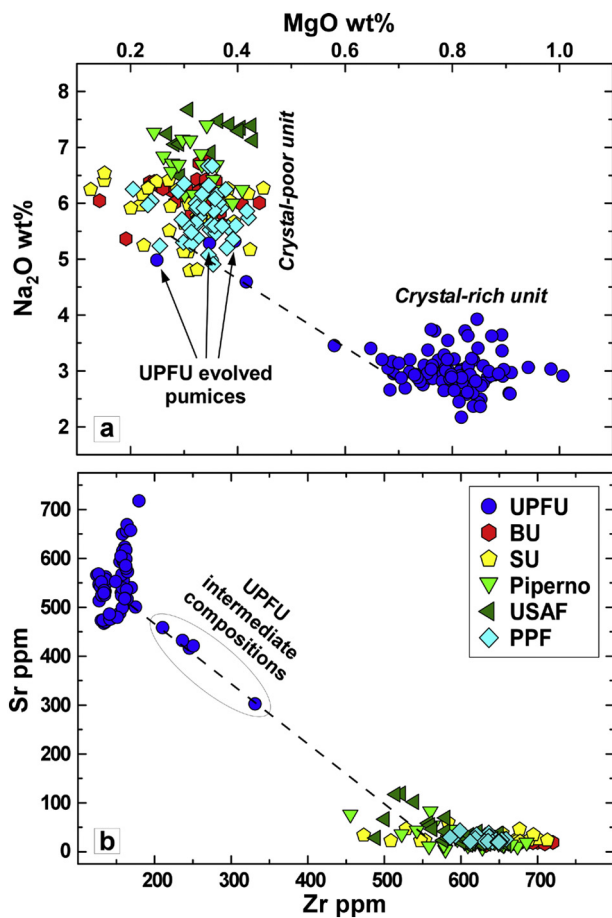 MgO wt%
0.2 0.4 0.6 0.8 1.0
8
7
6
5
4
3
2
Na₂O wt%
Crystal-poor unit
Crystal-rich unit
UPFU evolved
pumices
a
700
600
500
400
300
200
100
0
Sr ppm
UPFU
intermediate
compositions
UPFU
BU
SU
Piperno
USAF
PPF
b
200 300 400 500 600 700
Zr ppm